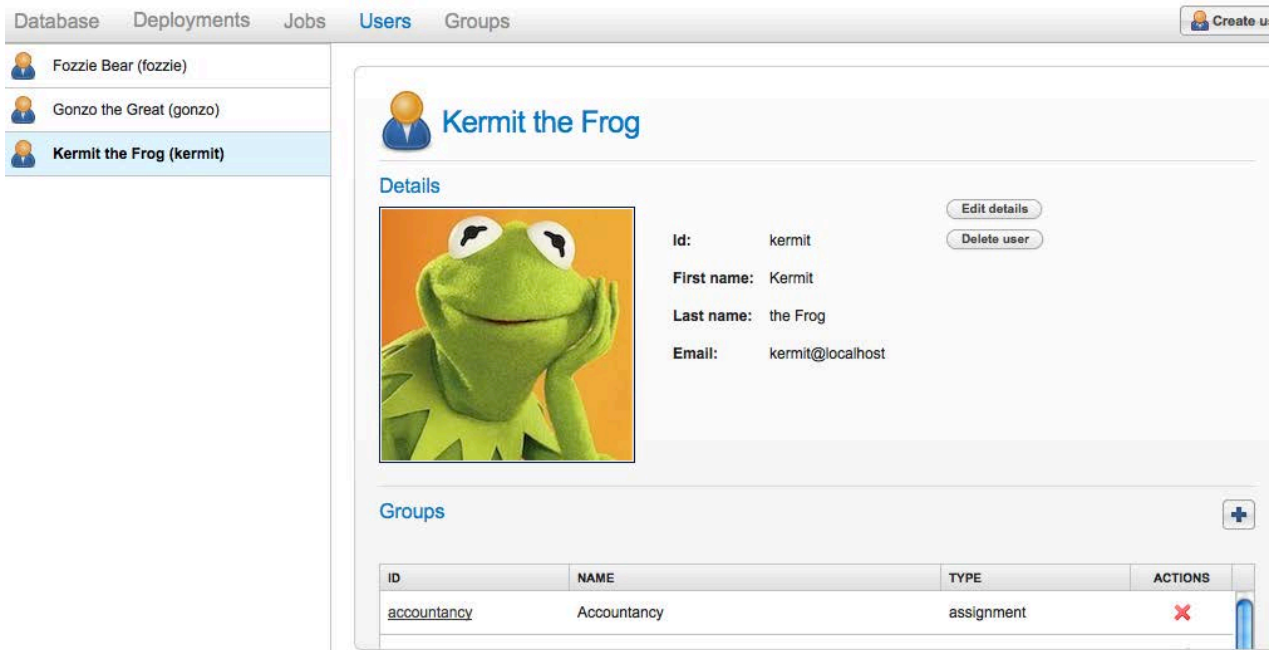 Database Deployments Jobs Users Groups Create u
Fozzie Bear (fozzie)
Gonzo the Great (gonzo)
Kermit the Frog (kermit)
Kermit the Frog
Details
Edit details
Delete user
Id: kermit
First name: Kermit
Last name: the Frog
Email: kermit@localhost
Groups
ID NAME TYPE ACTIONS
accountancy Accountancy assignment